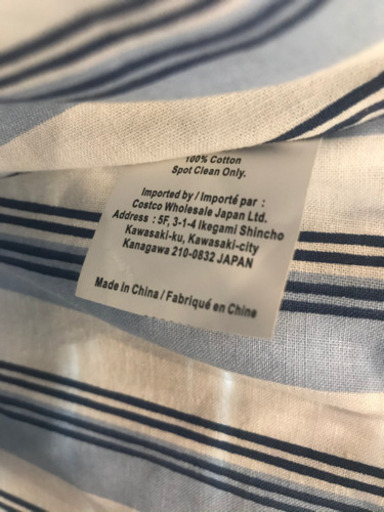 100% Cotton
Spot Clean Only.
Imported by / Importé par :
Costco Wholesale Japan Ltd.
Address : 5F, 3-1-4 Ikegami Shincho
Kawasaki-ku, Kawasaki-city
Kanagawa 210-0832 JAPAN
Made in China / Fabriqué en Chine